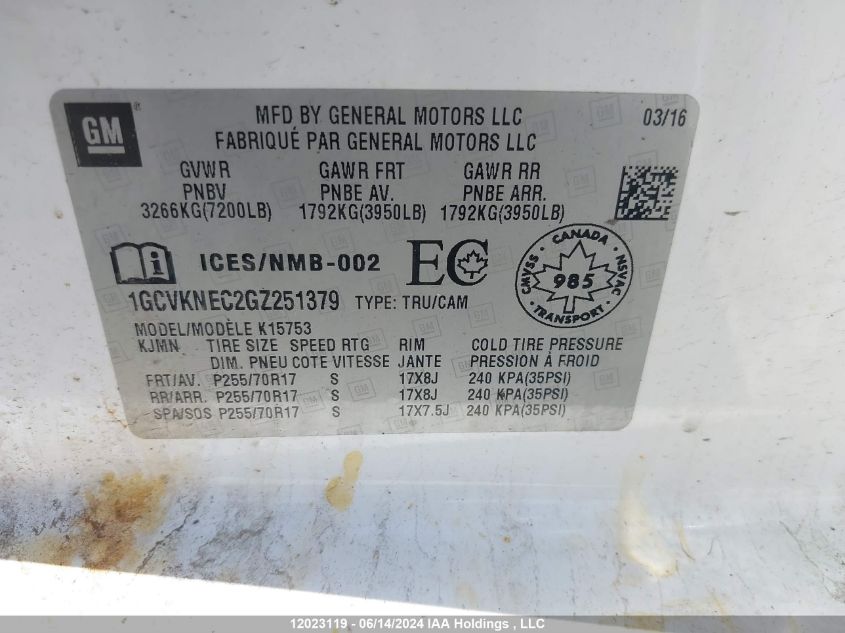 GM ®
MFD BY GENERAL MOTORS LLC 03/16
FABRIQUÉ PAR GENERAL MOTORS LLC
GVWR GAWR FRT GAWR RR
PNBV PNBE AV. PNBE ARR.
3266KG(7200LB) 1792KG(3950LB) 1792KG(3950LB)
i ICES/NMB-002 EC
CANADA
CMVSS 985 NSVAC
TRANSPORT
1GCVKNEC2GZ251379 TYPE: TRU/CAM
MODEL/MODÈLE K15753
KJMN TIRE SIZE SPEED RTG RIM COLD TIRE PRESSURE
DIM. PNEU COTE VITESSE JANTE PRESSION À FROID
FRT/AV. P255/70R17 S 17X8J 240 KPA(35PSI)
RR/ARR. P255/70R17 S 17X8J 240 KPA(35PSI)
SPA/SOS P255/70R17 S 17X7.5J 240 KPA(35PSI)
12023119 - 06/14/2024 IAA Holdings , LLC